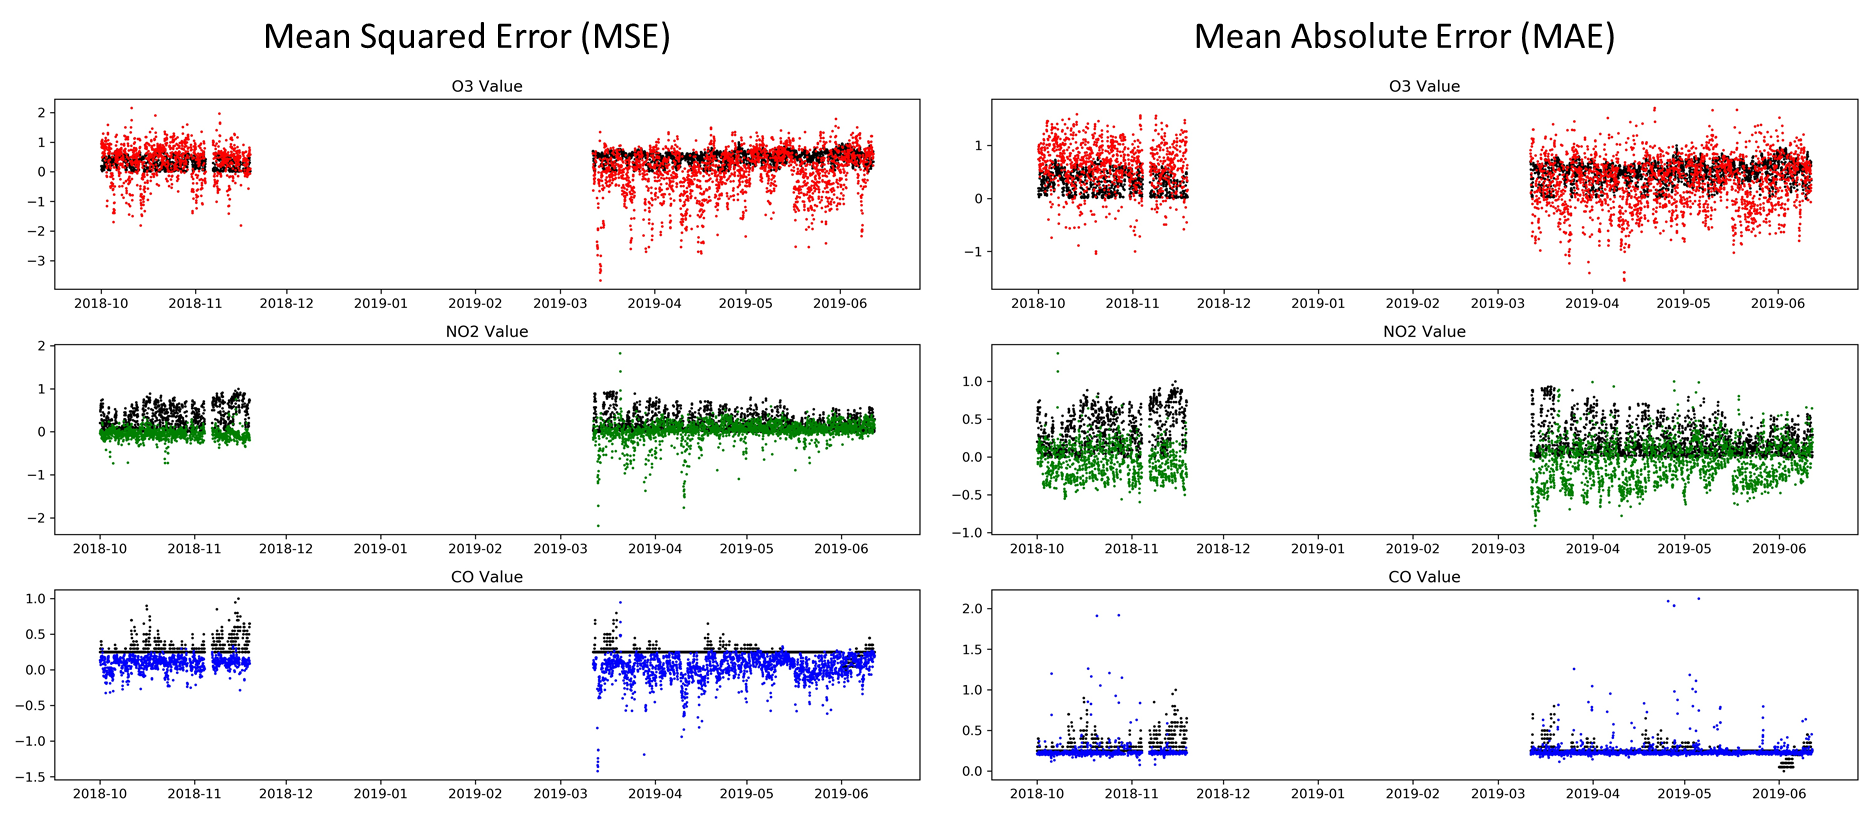 Mean Squared Error (MSE)
Mean Absolute Error (MAE)
O3 Value
2
1
0
−1
−2
−3
2018-10 2018-11 2018-12 2019-01 2019-02 2019-03 2019-04 2019-05 2019-06
O3 Value
1
0
−1
2018-10 2018-11 2018-12 2019-01 2019-02 2019-03 2019-04 2019-05 2019-06
NO2 Value
2
1
0
−1
−2
2018-10 2018-11 2018-12 2019-01 2019-02 2019-03 2019-04 2019-05 2019-06
NO2 Value
1.0
0.5
0.0
−0.5
−1.0
2018-10 2018-11 2018-12 2019-01 2019-02 2019-03 2019-04 2019-05 2019-06
CO Value
1.0
0.5
0.0
−0.5
−1.0
−1.5
2018-10 2018-11 2018-12 2019-01 2019-02 2019-03 2019-04 2019-05 2019-06
CO Value
2.0
1.5
1.0
0.5
0.0
2018-10 2018-11 2018-12 2019-01 2019-02 2019-03 2019-04 2019-05 2019-06